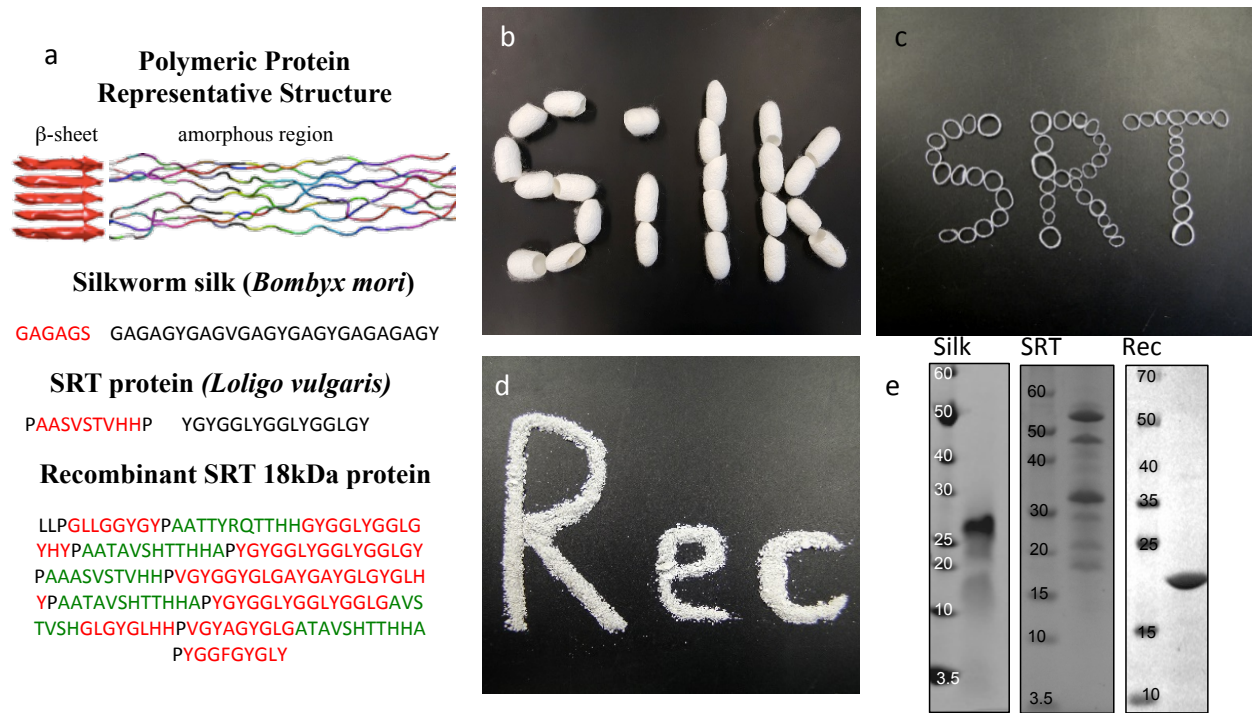 a
Polymeric Protein
Representative Structure
β-sheet
amorphous region
Silkworm silk (Bombyx mori)
GAGAGS GAGAGYGAGVGAGYGAGYGAGAGAGY
SRT protein (Loligo vulgaris)
PAASVSTVHHP YGYGGLYGGLYGGLGY
Recombinant SRT 18kDa protein
LLPGLLGGYGYPAATTYRQTTHHGYGGLYGGLG
YHYPAATAVSHTTHHAPYGYGGLYGGLYGGLGY
PAAASVSTVHHPVGYGGYGLGAYGAYGLGYGLH
YPAATAVSHTTHHAPYGYGGLYGGLYGGLGAVS
TVSHGLGYGLHHPVGYAGYGLGATAVSHTTHHA
PYGGFGYGLY
b
Silk
c
SRT
d
Rec
e
Silk
60
50
40
30
25
20
10
3.5
SRT
60
50
40
30
20
15
10
3.5
Rec
70
50
40
35
25
15
10